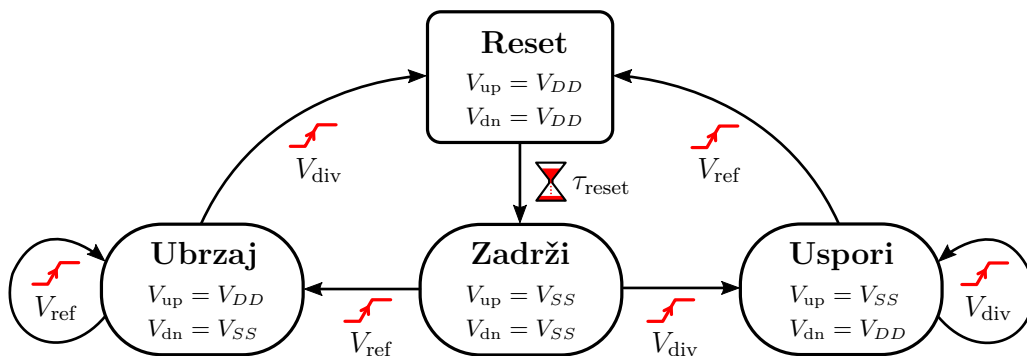 Reset
V_up = V_DD
V_dn = V_DD
V_div
V_ref
τ_reset
Ubrzaj
V_up = V_DD
V_dn = V_SS
V_ref
V_ref
Zadrži
V_up = V_SS
V_dn = V_SS
V_div
Uspori
V_up = V_SS
V_dn = V_DD
V_div